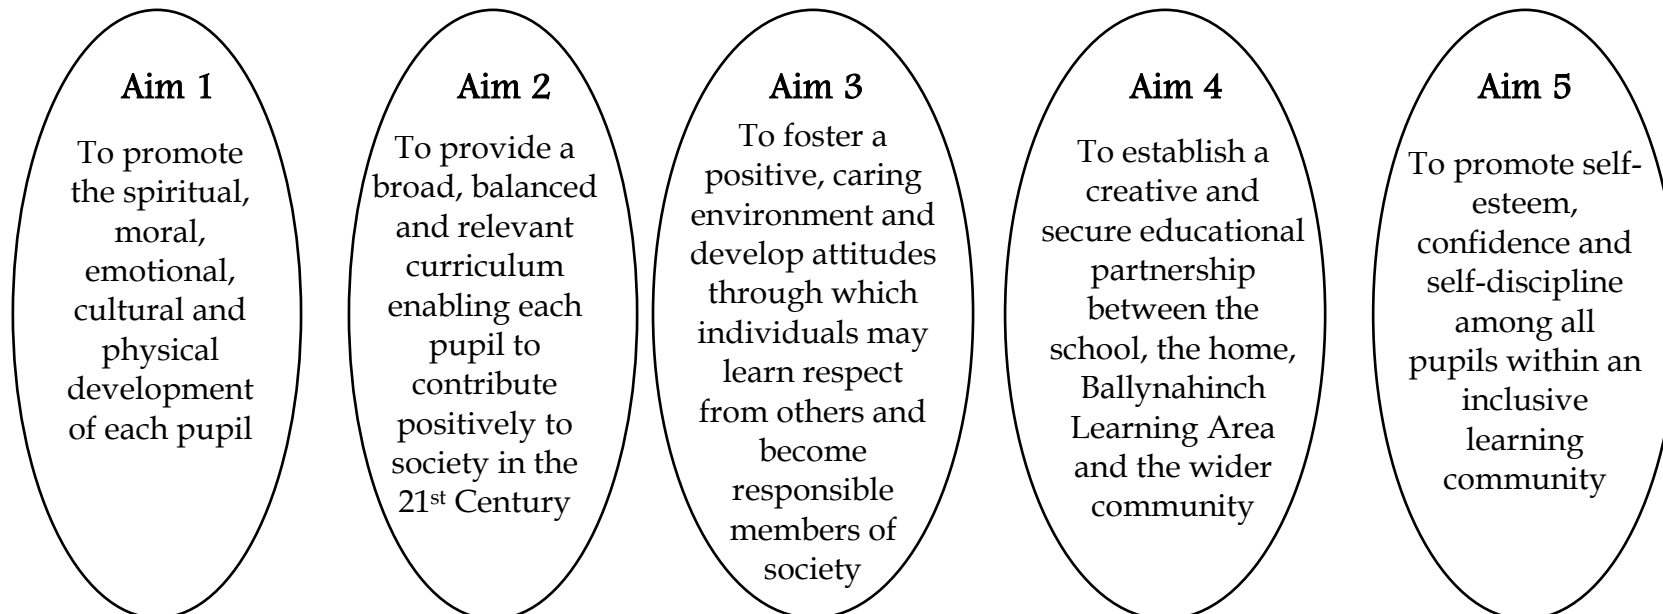 Aim 1
To promote
the spiritual,
moral,
emotional,
cultural and
physical
development
of each pupil
Aim 2
To provide a
broad, balanced
and relevant
curriculum
enabling each
pupil to
contribute
positively to
society in the
21st Century
Aim 3
To foster a
positive, caring
environment and
develop attitudes
through which
individuals may
learn respect
from others and
become
responsible
members of
society
Aim 4
To establish a
creative and
secure educational
partnership
between the
school, the home,
Ballynahinch
Learning Area
and the wider
community
Aim 5
To promote self-
esteem,
confidence and
self-discipline
among all
pupils within an
inclusive
learning
community